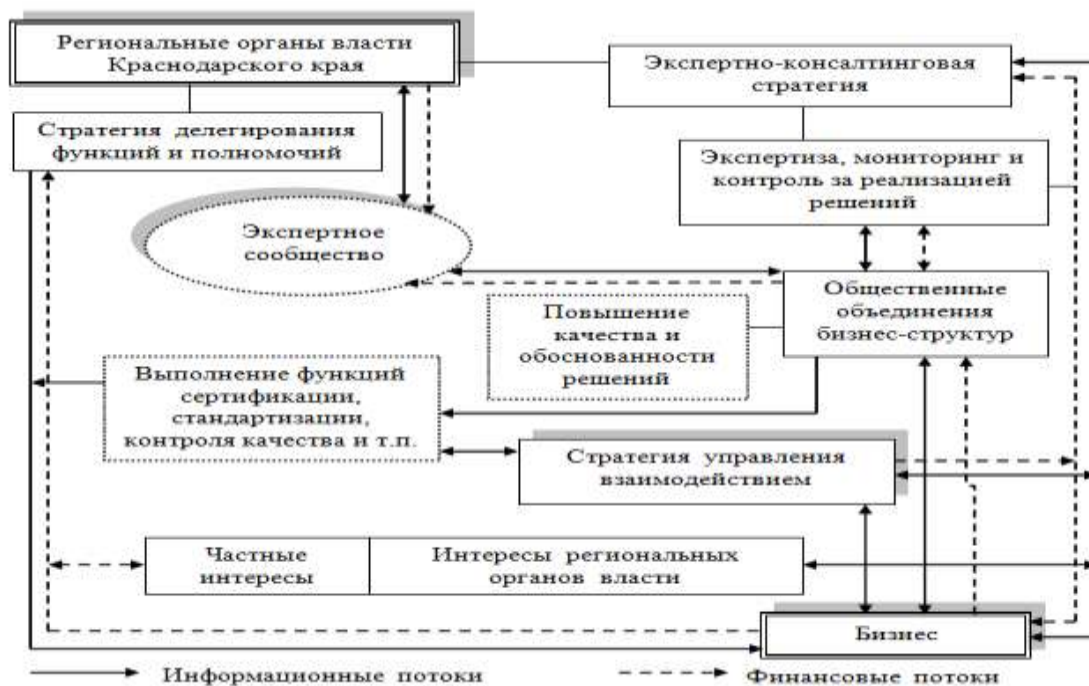 Региональные органы власти
Краснодарского края
Экспертно-консалтинговая
стратегия
Стратегия делегирования
функций и полномочий
Экспертиза, мониторинг и
контроль за реализацией
решений
Экспертное
сообщество
Общественные
объединения
бизнес-структур
Повышение
качества и
обоснованности
решений
Выполнение функций
сертификации,
стандартизации,
контроля качества и т.п.
Стратегия управления
взаимодействием
Частные
интересы
Интересы региональных
органов власти
Бизнес
Информационные потоки
Финансовые потоки